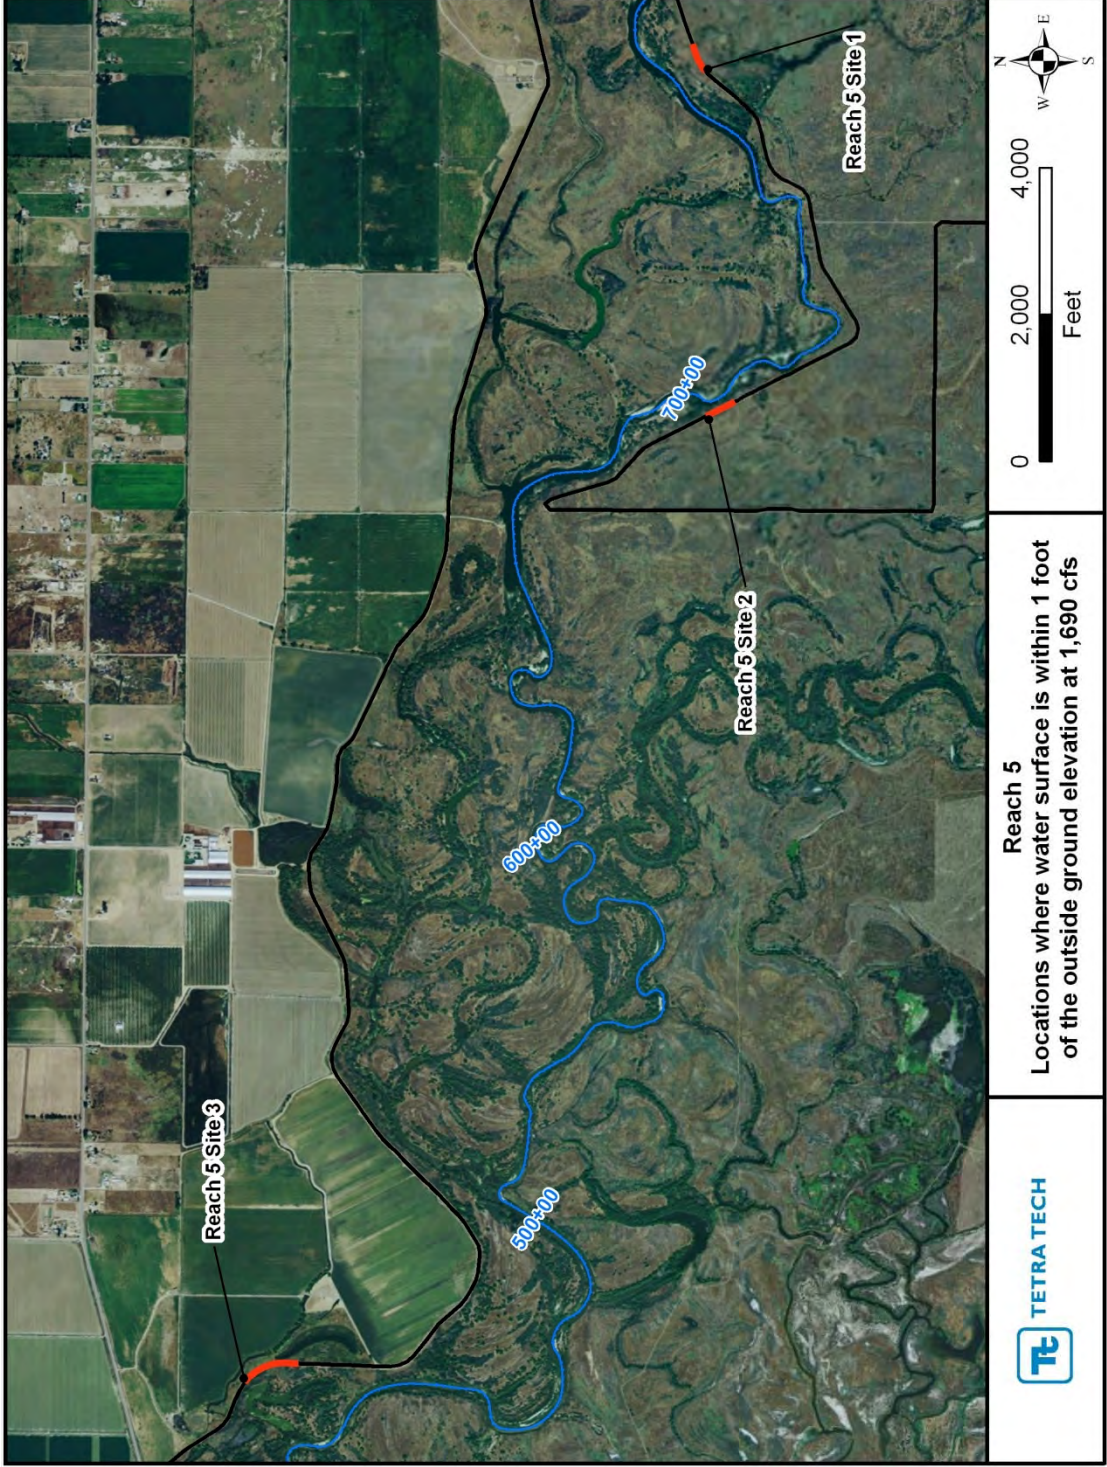 Reach 5 Site 3
500+00
600+00
Reach 5 Site 2
700+00
Reach 5 Site 1
TETRA TECH
Tt
Reach 5
Locations where water surface is within 1 foot
of the outside ground elevation at 1,690 cfs
0 2,000 4,000
Feet
N
W E
S